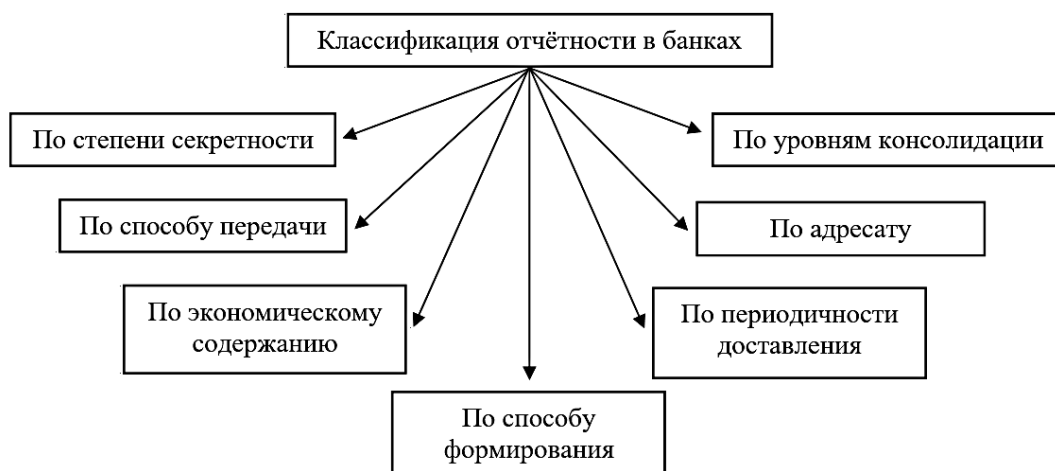 Классификация отчётности в банках
По степени секретности
По уровням консолидации
По способу передачи
По адресату
По экономическому
содержанию
По периодичности
доставления
По способу
формирования